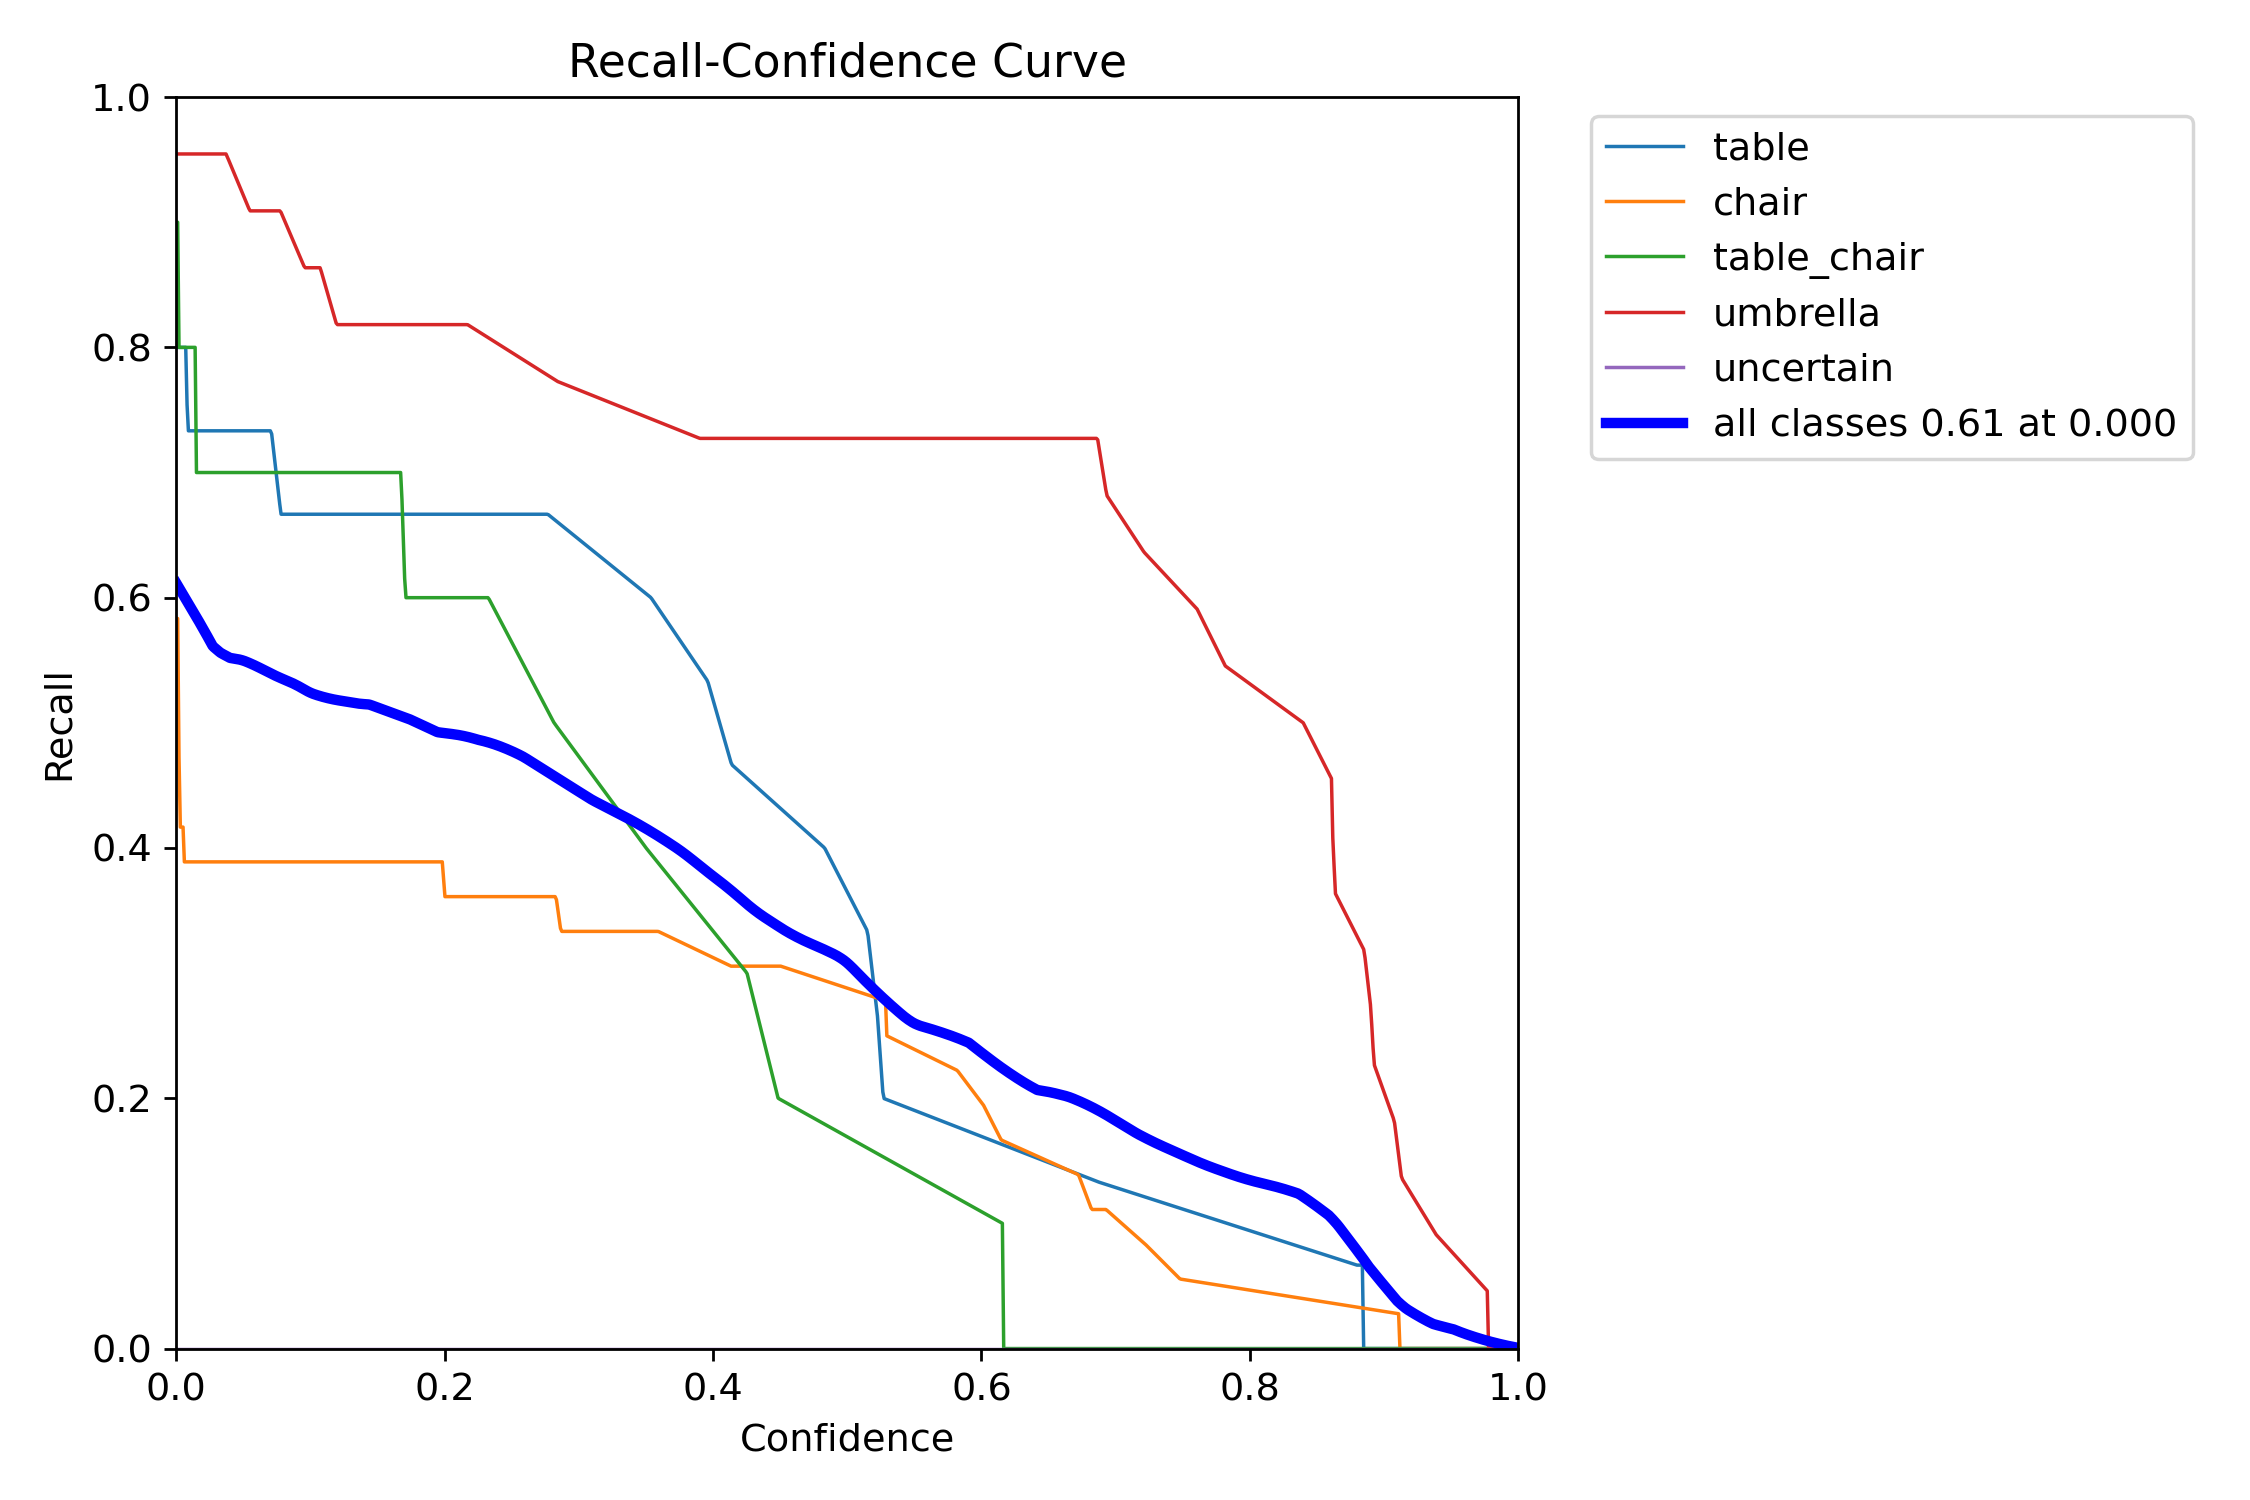 Recall-Confidence Curve
1.0
0.8
0.6
0.4
0.2
0.0
Recall
0.0 0.2 0.4 0.6 0.8 1.0
Confidence
table
chair
table_chair
umbrella
uncertain
all classes 0.61 at 0.000